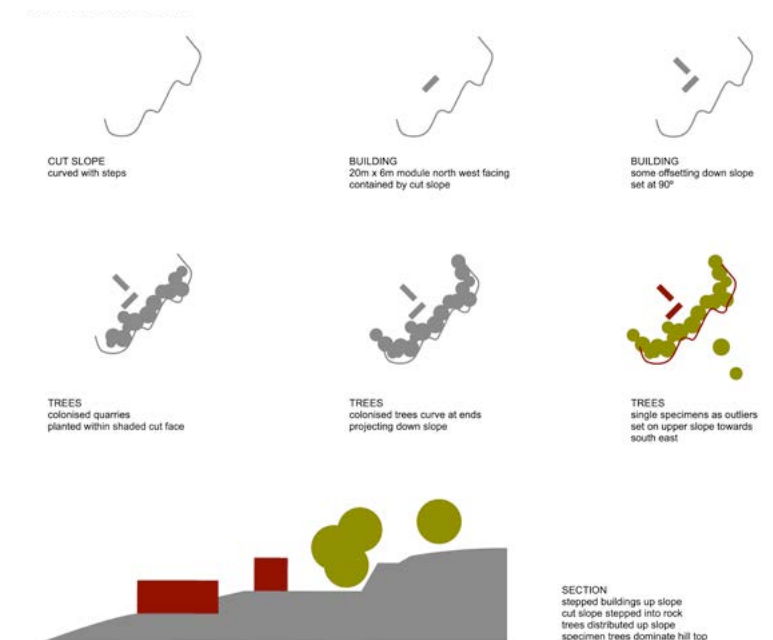 CUT SLOPE
curved with steps
BUILDING
20m x 6m module north west facing
contained by cut slope
BUILDING
some offsetting down slope
set at 90º
TREES
colonised quarries
planted within shaded cut face
TREES
colonised trees curve at ends
projecting down slope
TREES
single specimens as outliers
set on upper slope towards
south east
SECTION
stepped buildings up slope
cut slope stepped into rock
trees distributed up slope
specimen trees dominate hill top